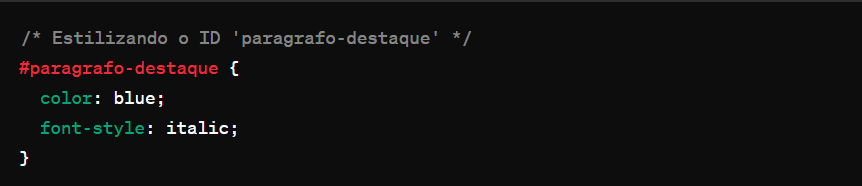 /* Estilizando o ID 'paragrafo-destaque' */
#paragrafo-destaque {
  color: blue;
  font-style: italic;
}